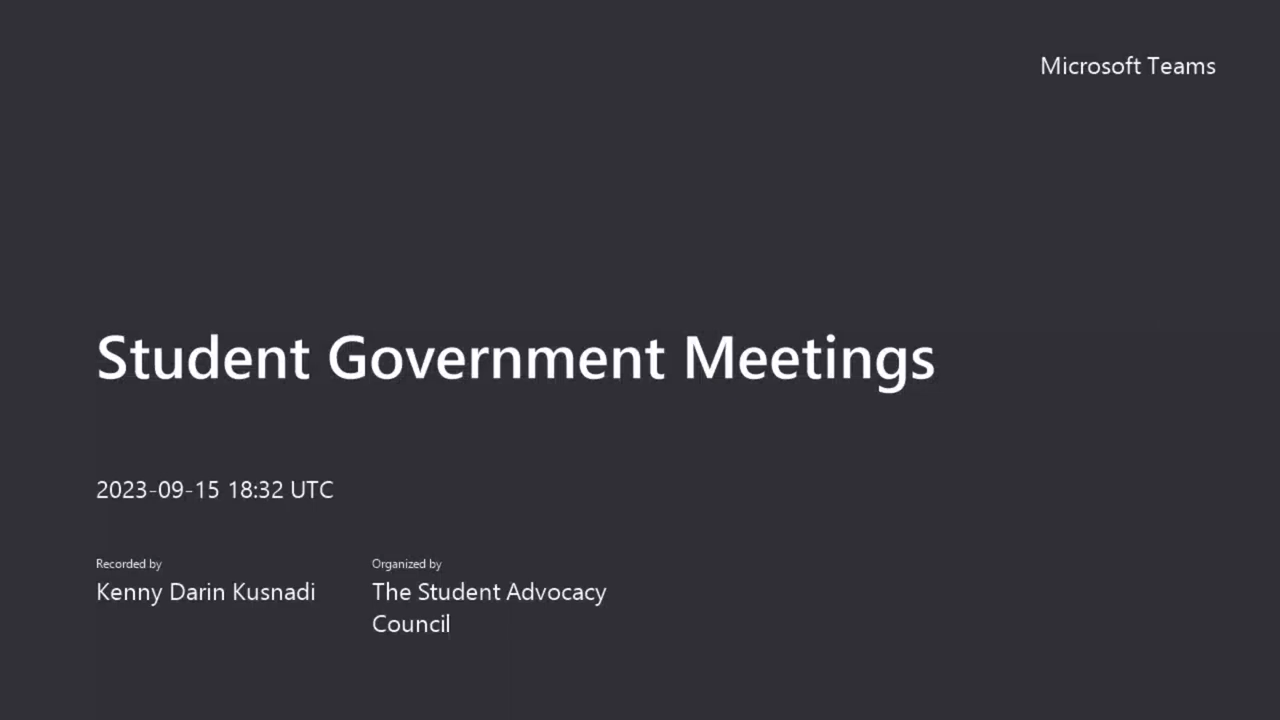 Microsoft Teams
Student Government Meetings
2023-09-15 18:32 UTC
Recorded by
Kenny Darin Kusnadi
Organized by
The Student Advocacy
Council